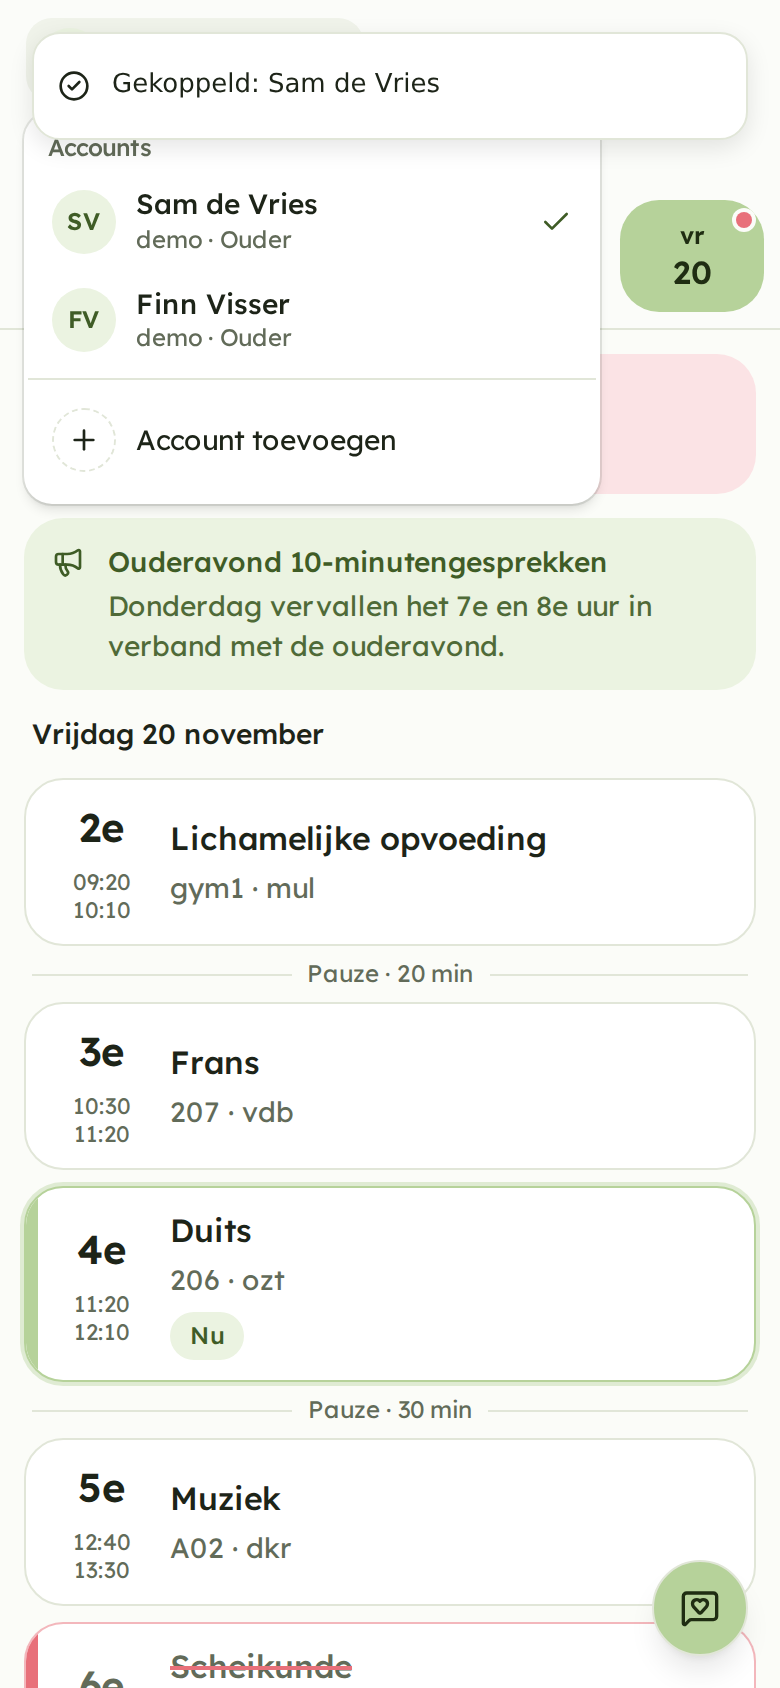 Gekoppeld: Sam de Vries
Accounts
SV
Sam de Vries
demo · Ouder
FV
Finn Visser
demo · Ouder
Account toevoegen
vr
20
Ouderavond 10-minutengesprekken
Donderdag vervallen het 7e en 8e uur in
verband met de ouderavond.
Vrijdag 20 november
2e
09:20
10:10
Lichamelijke opvoeding
gym1 · mul
Pauze · 20 min
3e
10:30
11:20
Frans
207 · vdb
4e
11:20
12:10
Duits
206 · ozt
Nu
Pauze · 30 min
5e
12:40
13:30
Muziek
A02 · dkr
6e
Scheikunde